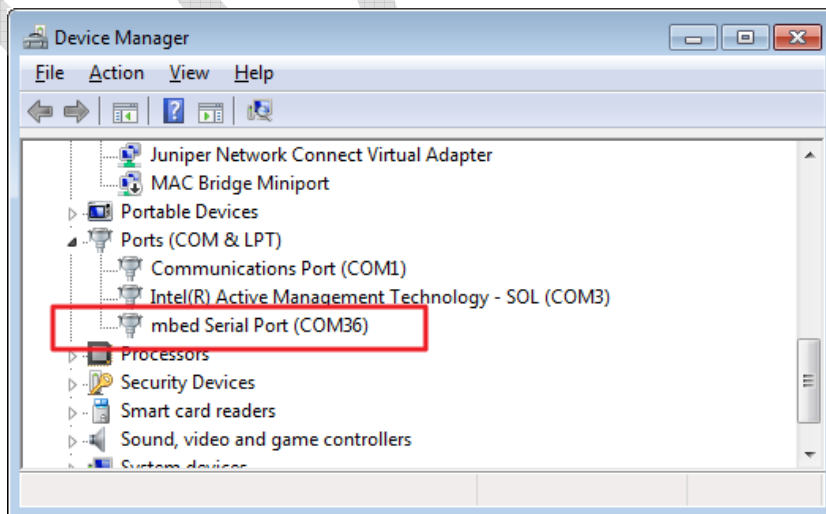 Device Manager
File Action View Help
Juniper Network Connect Virtual Adapter
MAC Bridge Miniport
Portable Devices
Ports (COM & LPT)
Communications Port (COM1)
Intel(R) Active Management Technology - SOL (COM3)
mbed Serial Port (COM36)
Processors
Security Devices
Smart card readers
Sound, video and game controllers
System devices